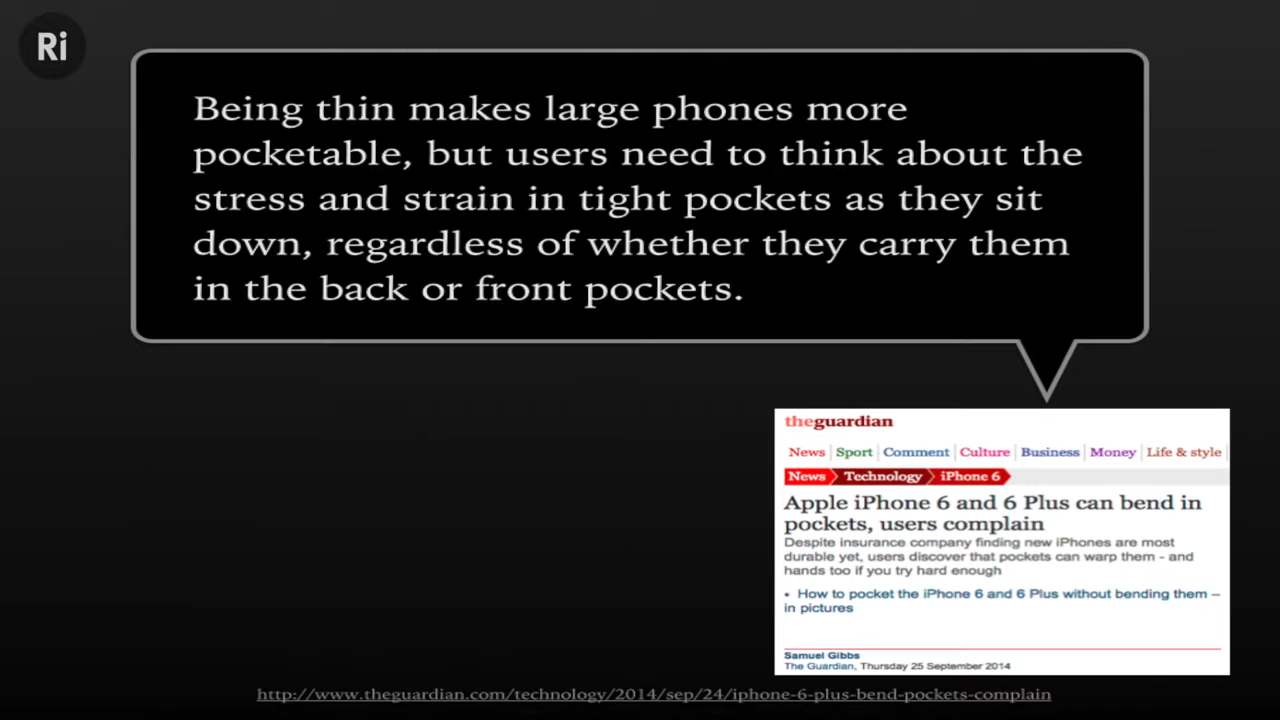 Ri
Being thin makes large phones more
pocketable, but users need to think about the
stress and strain in tight pockets as they sit
down, regardless of whether they carry them
in the back or front pockets.
theguardian
News Sport Comment Culture Business Money Life & style
News Technology iPhone 6
Apple iPhone 6 and 6 Plus can bend in
pockets, users complain
Despite insurance company finding new iPhones are most
durable yet, users discover that pockets can warp them - and
hands too if you try hard enough
• How to pocket the iPhone 6 and 6 Plus without bending them –
in pictures
Samuel Gibbs
The Guardian, Thursday 25 September 2014
http://www.theguardian.com/technology/2014/sep/24/iphone-6-plus-bend-pockets-complain